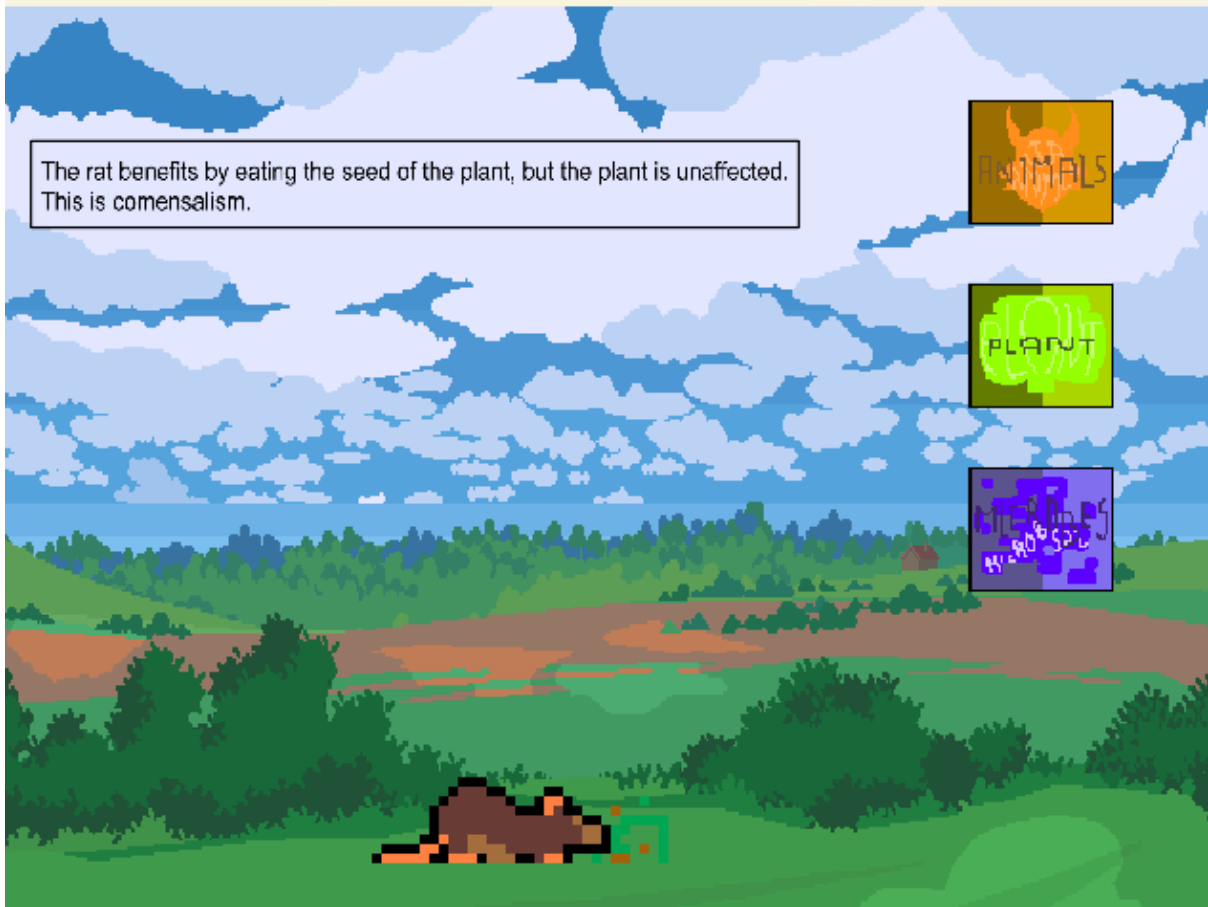 The rat benefits by eating the seed of the plant, but the plant is unaffected.
This is comensalism.
ANIMALS
PLANT
MICROBES